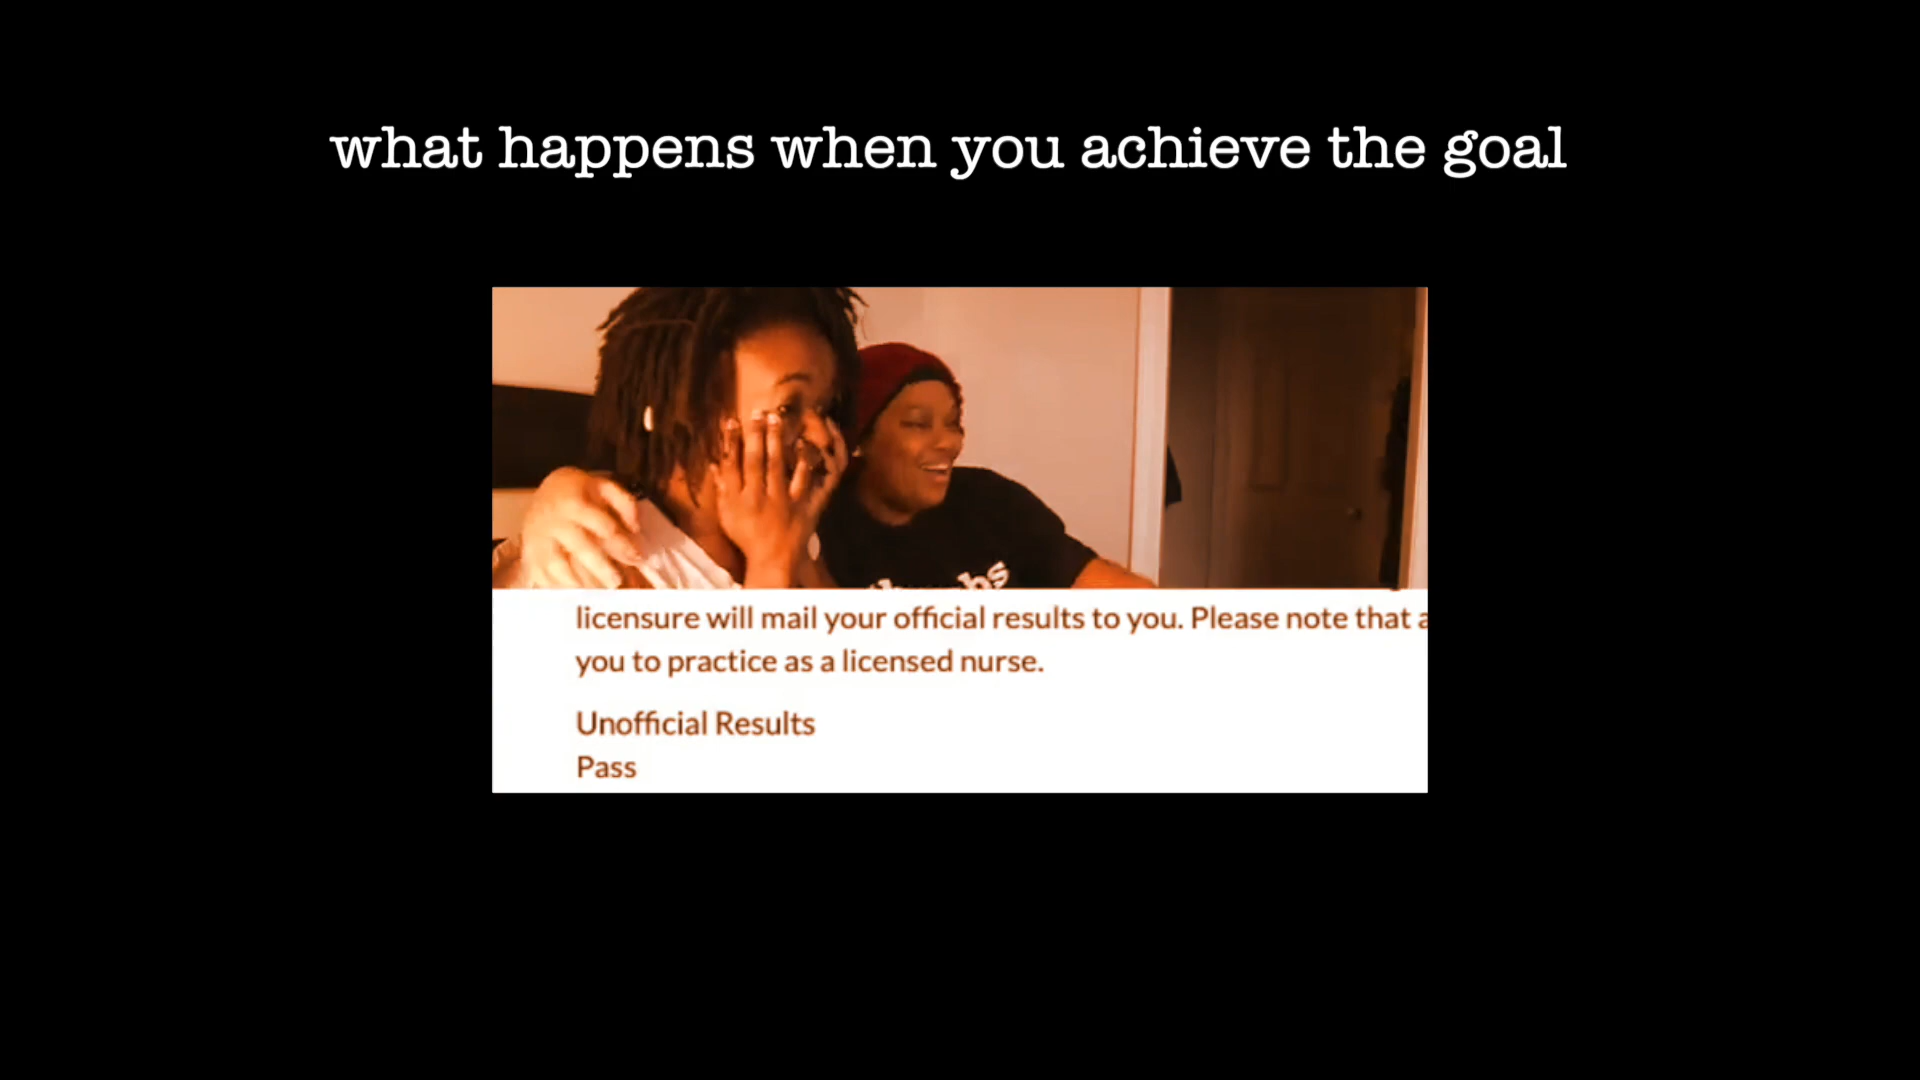 what happens when you achieve the goal
licensure will mail your official results to you. Please note that
you to practice as a licensed nurse.
Unofficial Results
Pass